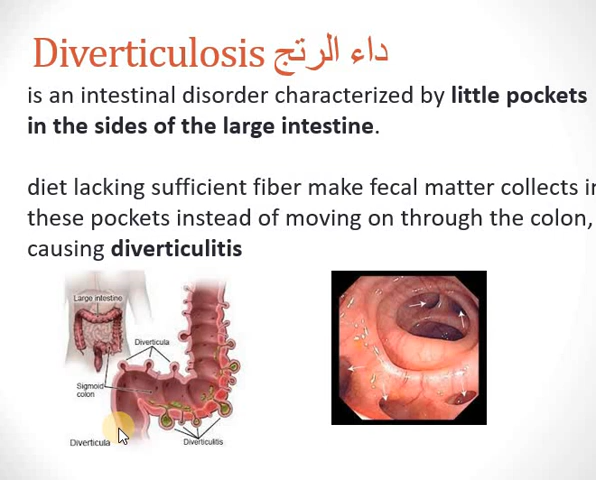 Diverticulosis داء الرتج
is an intestinal disorder characterized by little pockets
in the sides of the large intestine.
diet lacking sufficient fiber make fecal matter collects in
these pockets instead of moving on through the colon,
causing diverticulitis
Large intestine
Diverticula
Sigmoid
colon
Diverticula
Diverticulitis